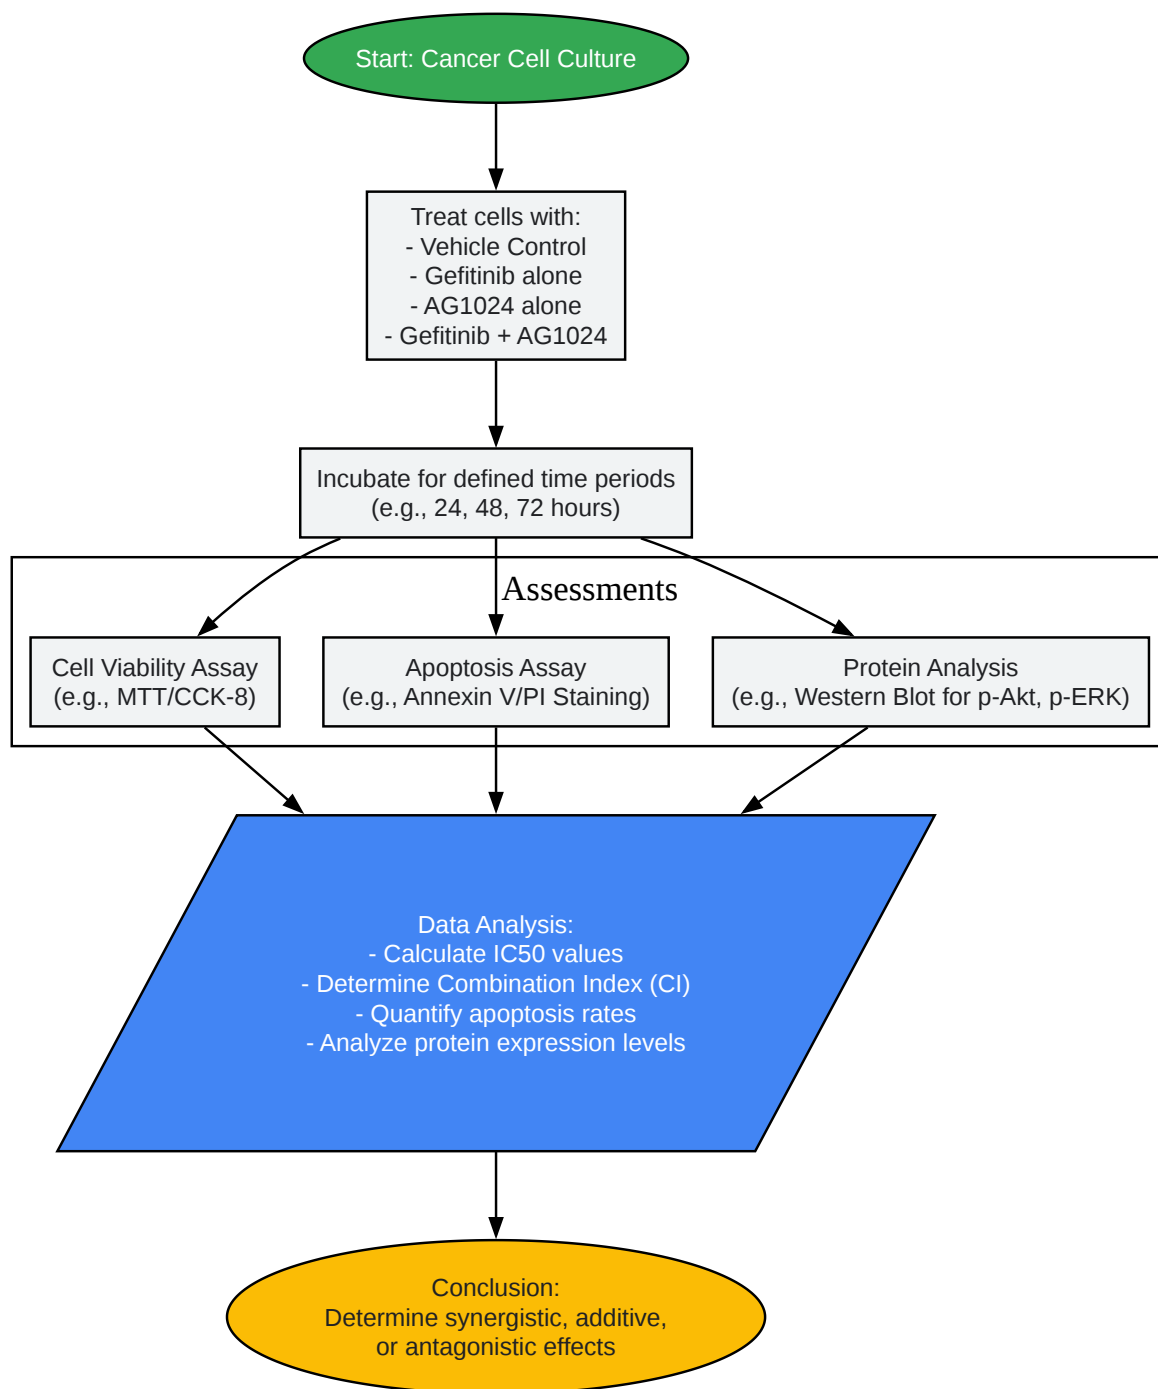 Start: Cancer Cell Culture
Treat cells with:
- Vehicle Control
- Gefitinib alone
- AG1024 alone
- Gefitinib + AG1024
Incubate for defined time periods
(e.g., 24, 48, 72 hours)
Assessments
Cell Viability Assay
(e.g., MTT/CCK-8)
Apoptosis Assay
(e.g., Annexin V/PI Staining)
Protein Analysis
(e.g., Western Blot for p-Akt, p-ERK)
Data Analysis:
- Calculate IC50 values
- Determine Combination Index (CI)
- Quantify apoptosis rates
- Analyze protein expression levels
Conclusion:
Determine synergistic, additive,
or antagonistic effects